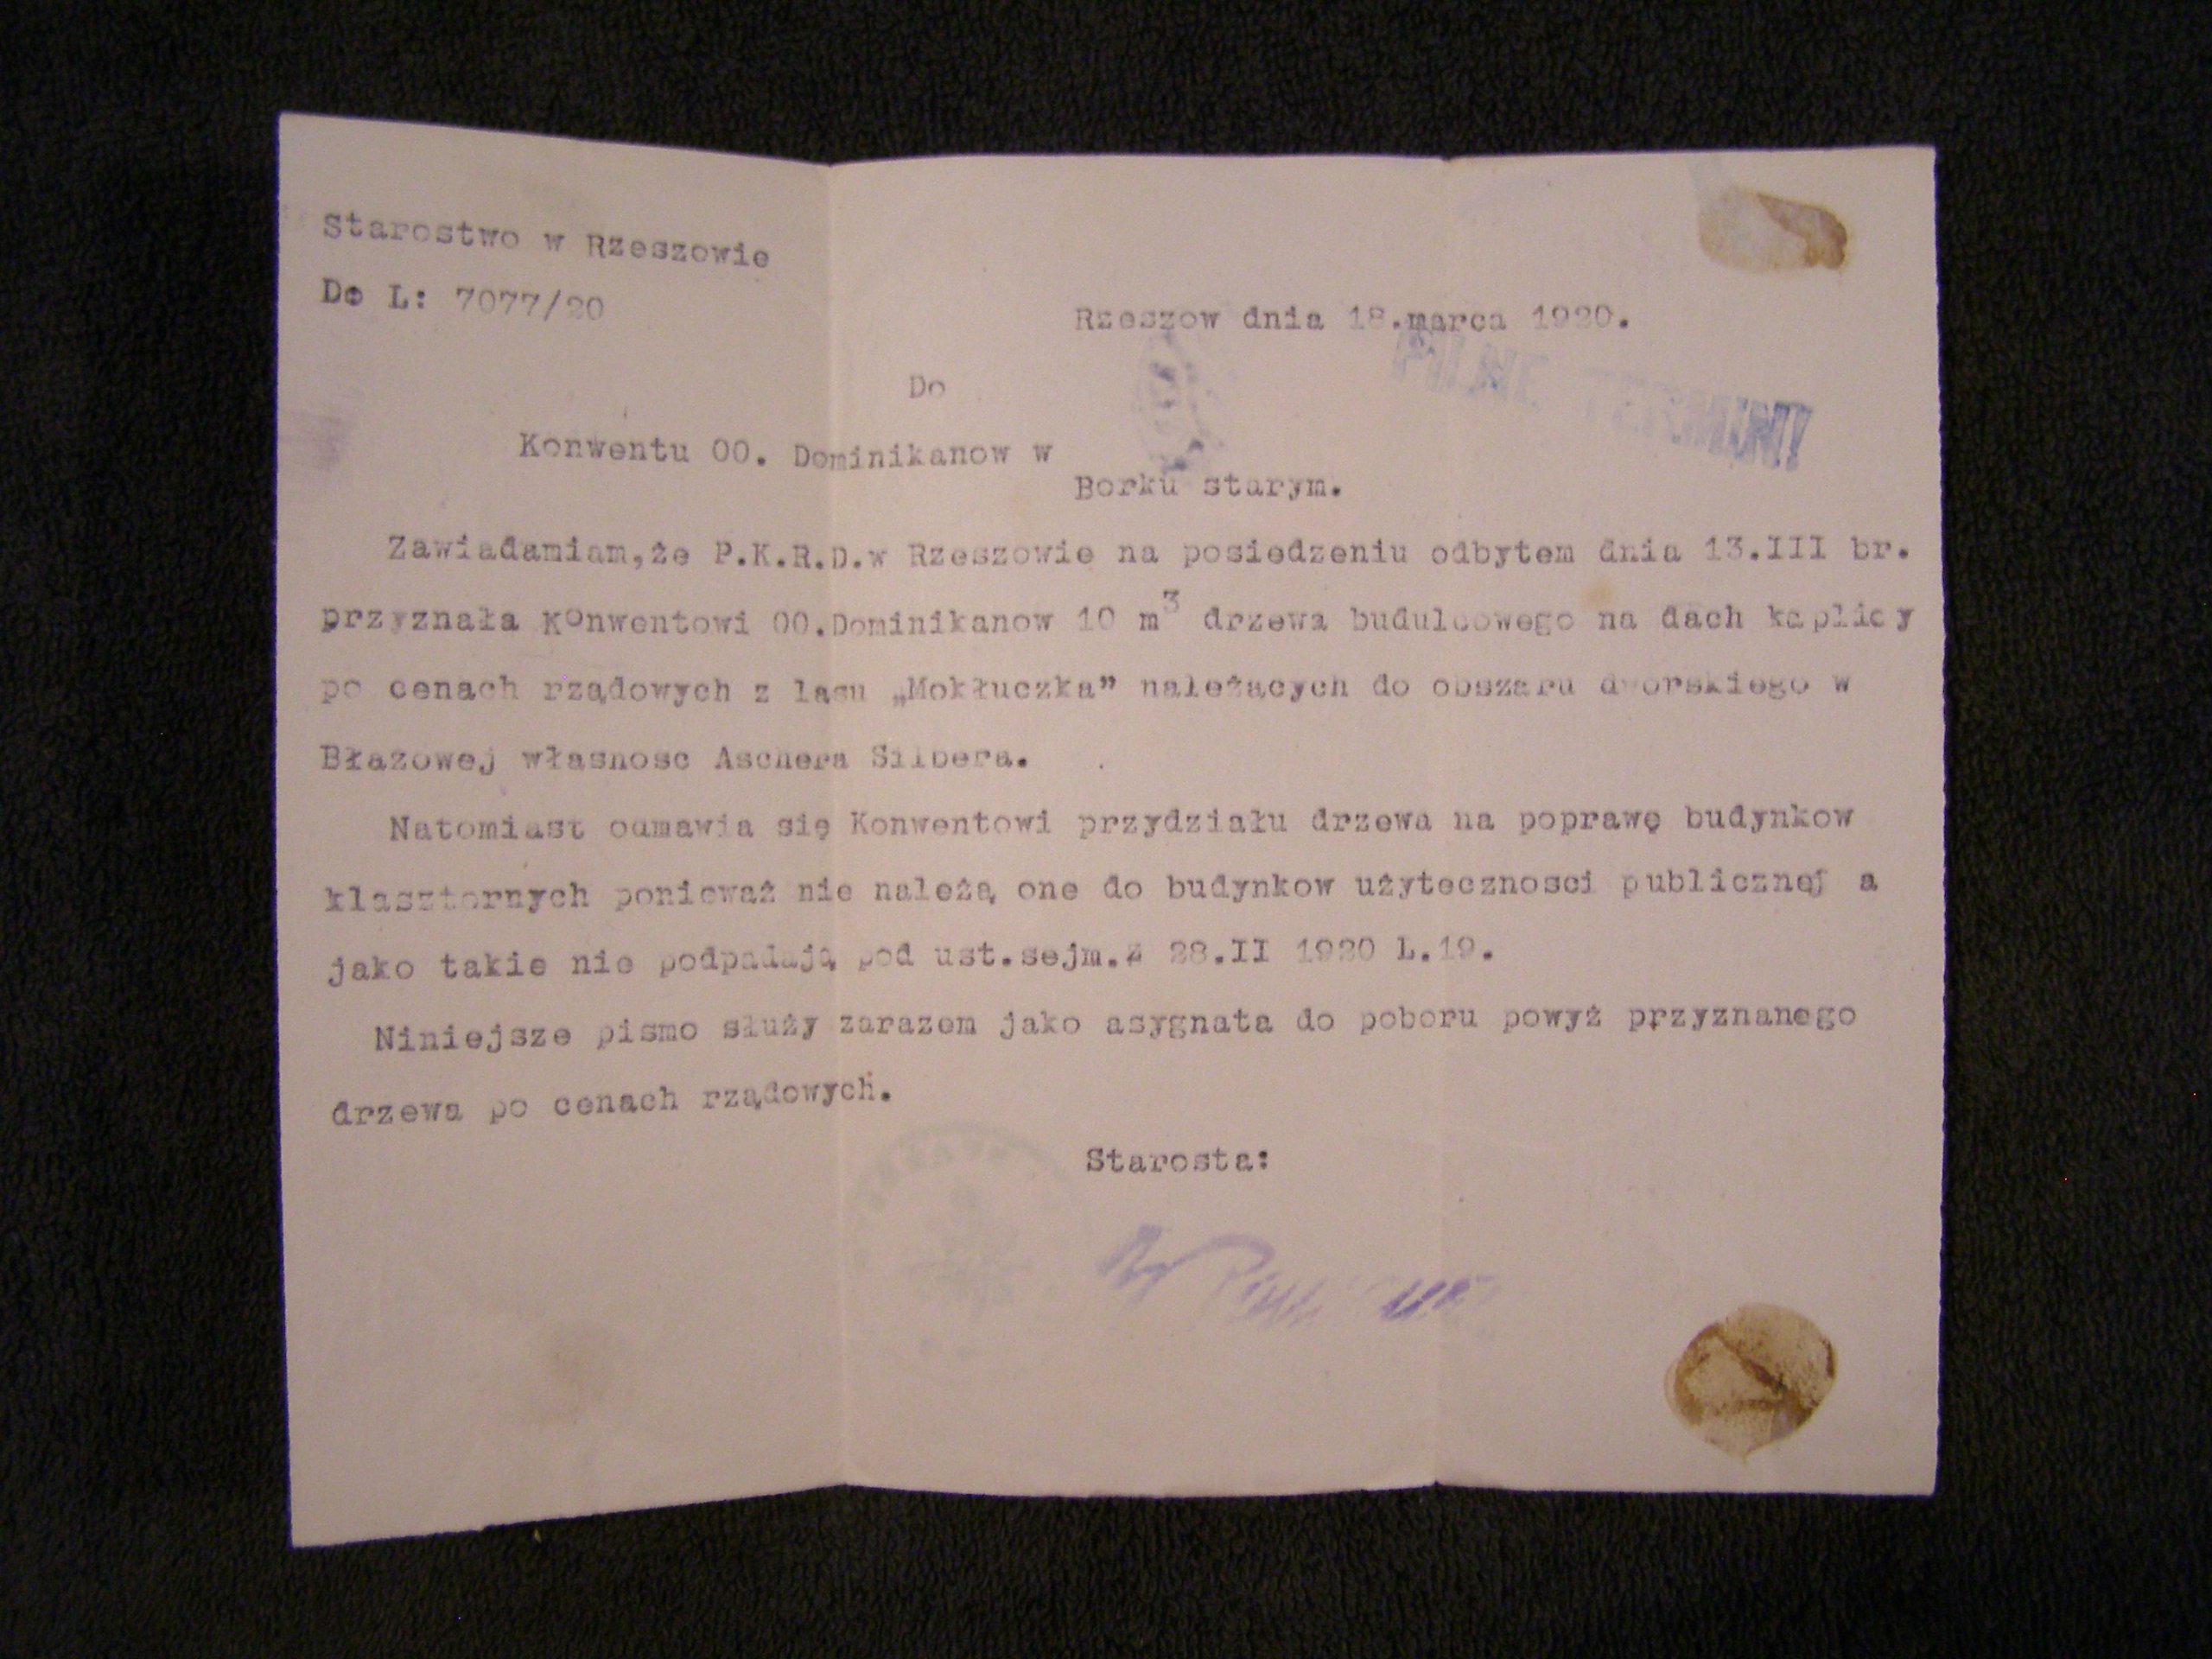 Starostwo w Rzeszowie
Do L: 7077/20
Rzeszow dnia 18.marca 1920.
PILNE TERMIN!
Do
Konwentu OO. Dominikanow w
Borku starym.
Zawiadamiam,że P.K.R.D.w Rzeszowie na posiedzeniu odbytem dnia 13.III br.
przyznała Konwentowi OO.Dominikanow 10 m³ drzewa budulcowego na dach kaplicy
po cenach rządowych z lasu „Mokłuczka” należących do obszaru dworskiego w
Błażowej własnosc Aschera Silbera.
Natomiast odmawia się Konwentowi przydziału drzewa na poprawę budynkow
klasztornych ponieważ nie należą one do budynkow użytecznosci publicznej a
jako takie nie podpadają pod ust.sejm.z 28.II 1920 L.19.
Niniejsze pismo służy zarazem jako asygnata do poboru powyż przyznanego
drzewa po cenach rządowych.
Starosta: